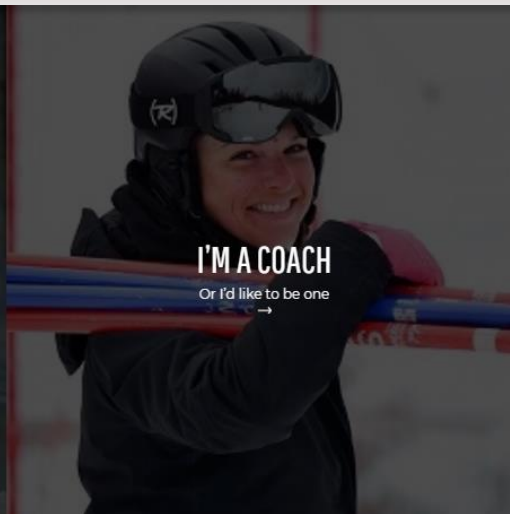 I'M A COACH
Or I'd like to be one
→